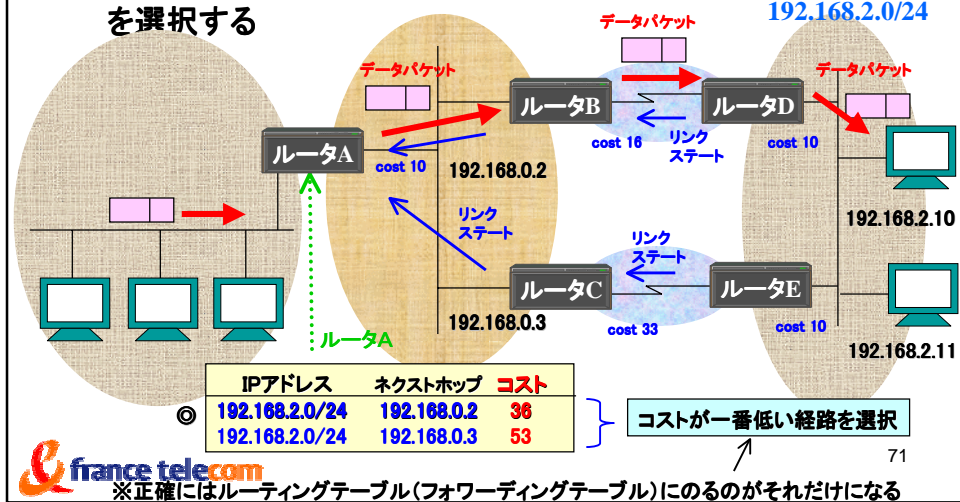 を選択する
192.168.2.0/24
データパケット
データパケット
データパケット
ルータB
ルータD
ルータA
cost 10
cost 16
リンク
ステート
cost 10
192.168.0.2
192.168.2.10
リンク
ステート
リンク
ステート
ルータC
ルータE
192.168.0.3
cost 33
cost 10
192.168.2.11
ルータA
IPアドレス ネクストホップ コスト
◎ 192.168.2.0/24 192.168.0.2 36
192.168.2.0/24 192.168.0.3 53
コストが一番低い経路を選択
71
france telecom
※正確にはルーティングテーブル(フォワーディングテーブル)にのるのがそれだけになる